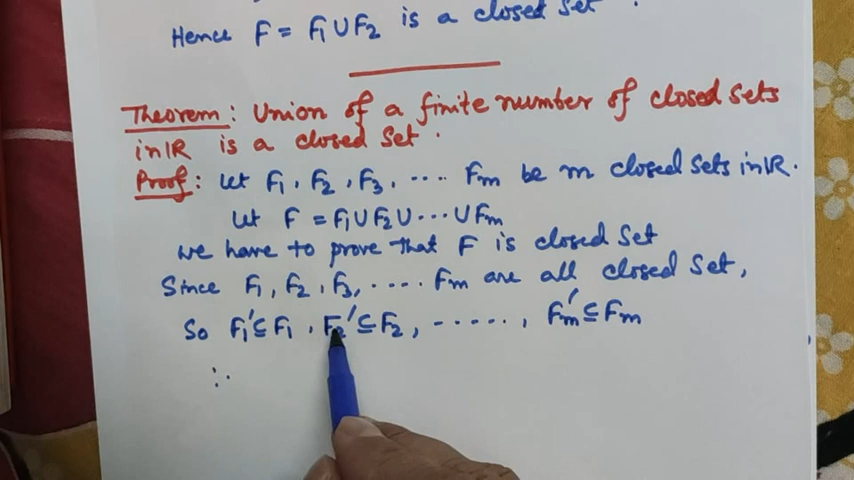 Hence F = F₁∪F₂ is a closed set .
Theorem : Union of a finite number of closed sets
in IR is a closed set .
Proof : Let F₁, F₂, F₃, .... Fm be m closed sets in IR.
Let F = F₁∪F₂∪...∪Fm
we have to prove that F is closed set
Since F₁, F₂, F₃, .... Fm are all closed set,
So F₁'⊆F₁, F₂'⊆F₂, ......, Fm'⊆Fm
∴